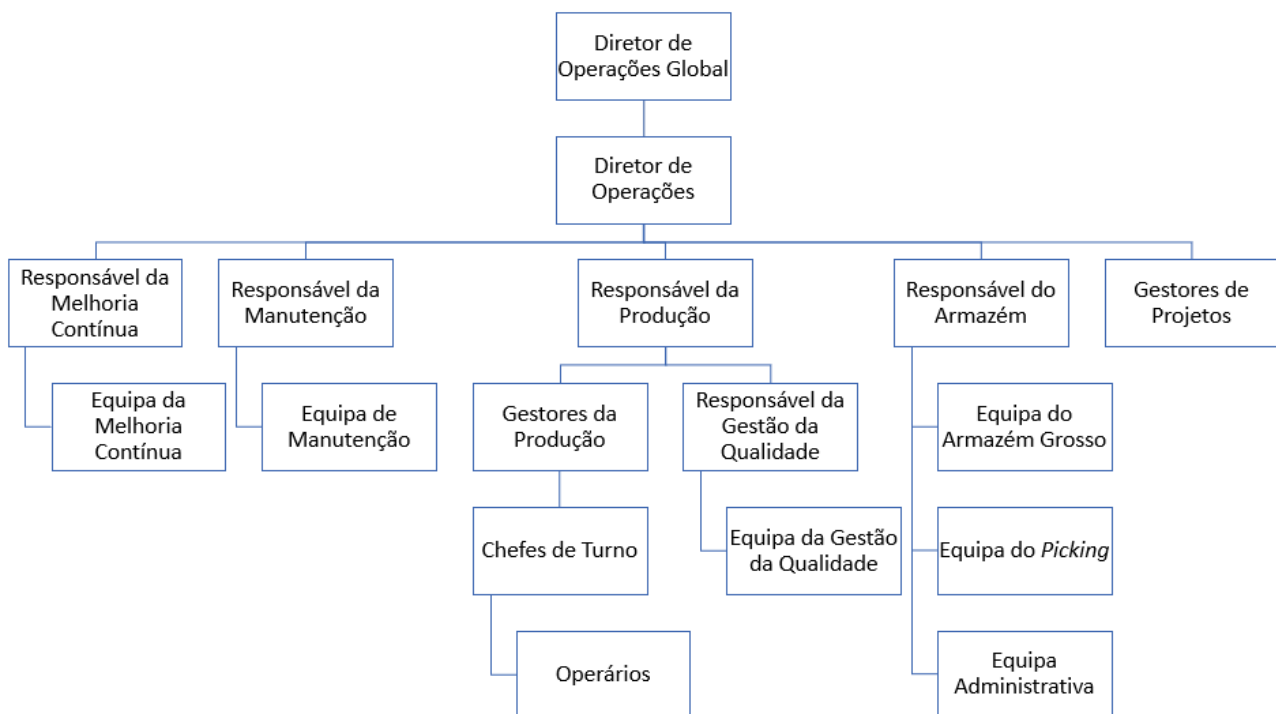 Diretor de
Operações Global
Diretor de
Operações
Responsável da
Melhoria
Contínua
Responsável da
Manutenção
Responsável da
Produção
Responsável do
Armazém
Gestores de
Projetos
Equipa da
Melhoria
Contínua
Equipa de
Manutenção
Gestores da
Produção
Responsável da
Gestão da
Qualidade
Equipa do
Armazém Grosso
Chefes de Turno
Equipa da Gestão
da Qualidade
Equipa do Picking
Operários
Equipa
Administrativa